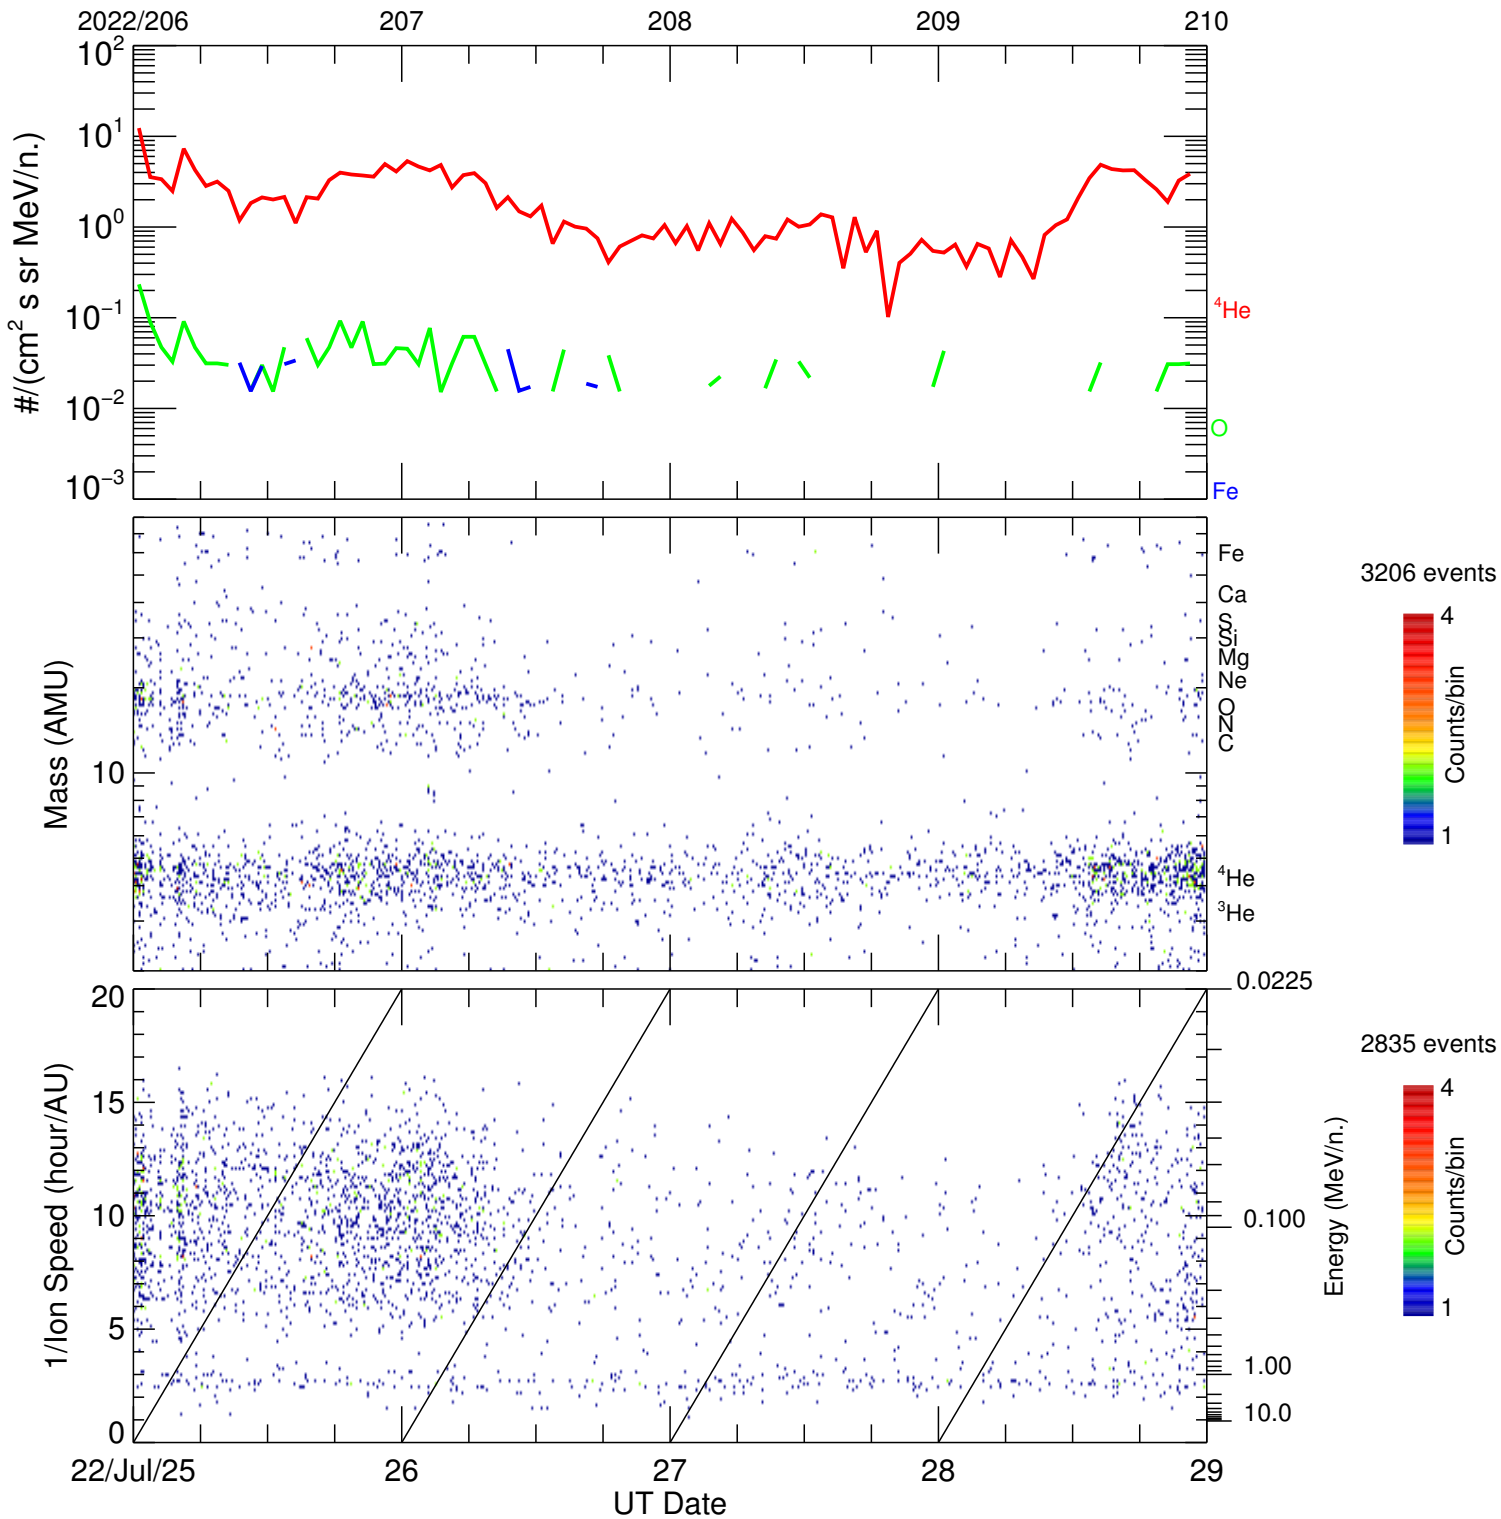 2022/206 207 208 209 210
10² 10¹ 10⁰ 10⁻¹ 10⁻² 10⁻³
#/(cm² s sr MeV/n.)
⁴He
O
Fe
Mass (AMU)
10
Fe
Ca
S
Si
Mg
Ne
O
N
C
⁴He
³He
3206 events
4
Counts/bin
1
1/Ion Speed (hour/AU)
20
15
10
5
0
0.0225
0.100
1.00
10.0
Energy (MeV/n.)
2835 events
4
Counts/bin
1
22/Jul/25 26 27 28 29
UT Date